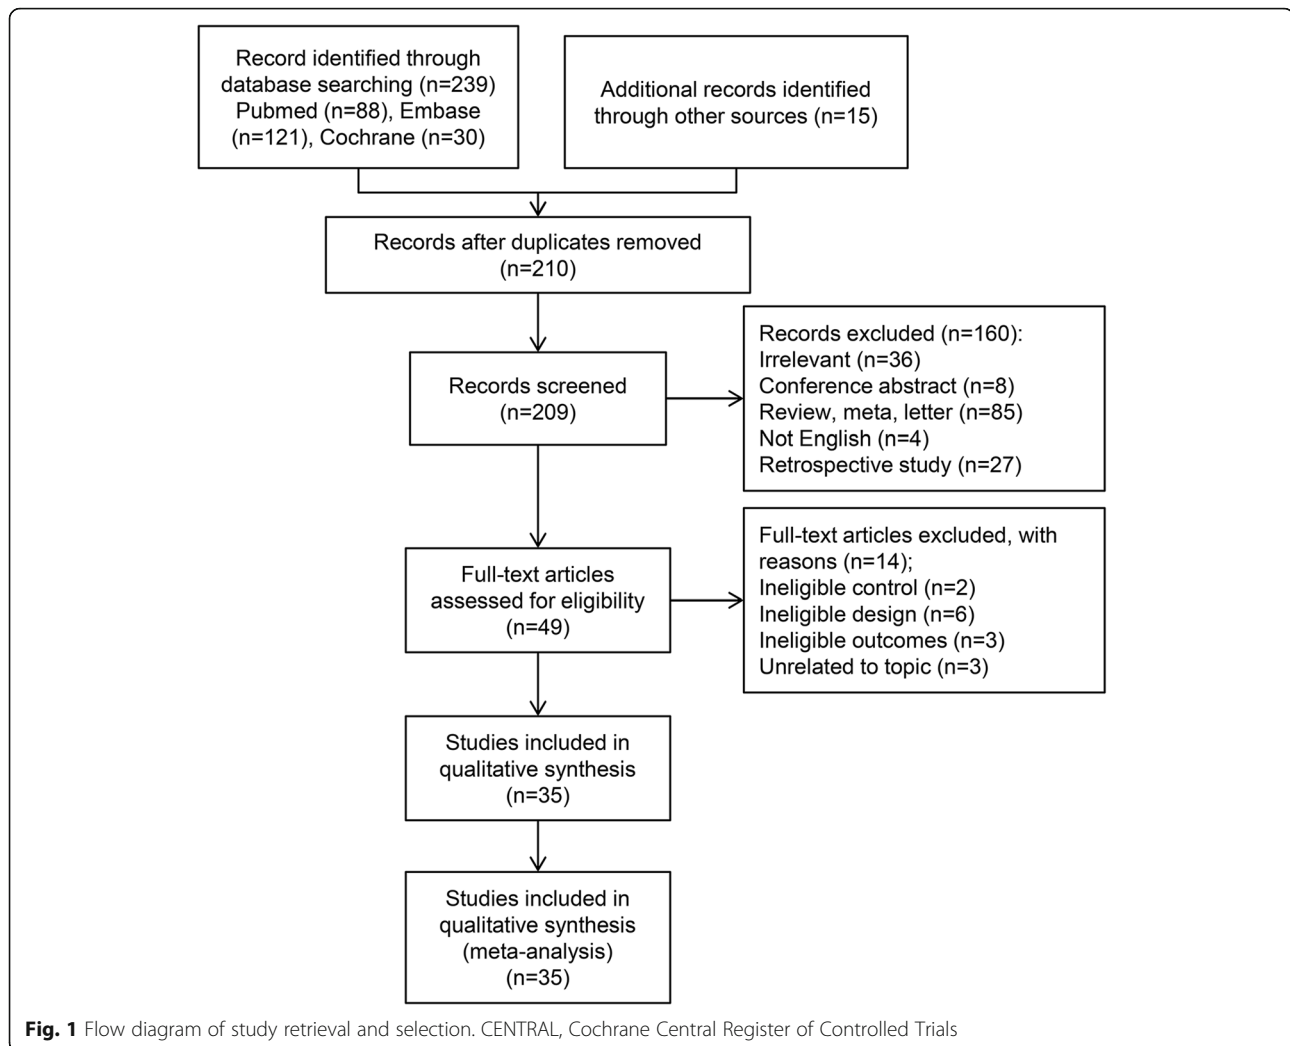 Record identified through
database searching (n=239)
Pubmed (n=88), Embase
(n=121), Cochrane (n=30)
Additional records identified
through other sources (n=15)
Records after duplicates removed
(n=210)
Records screened
(n=209)
Records excluded (n=160):
Irrelevant (n=36)
Conference abstract (n=8)
Review, meta, letter (n=85)
Not English (n=4)
Retrospective study (n=27)
Full-text articles
assessed for eligibility
(n=49)
Full-text articles excluded, with
reasons (n=14);
Ineligible control (n=2)
Ineligible design (n=6)
Ineligible outcomes (n=3)
Unrelated to topic (n=3)
Studies included in
qualitative synthesis
(n=35)
Studies included in
qualitative synthesis
(meta-analysis)
(n=35)
Fig. 1 Flow diagram of study retrieval and selection. CENTRAL, Cochrane Central Register of Controlled Trials